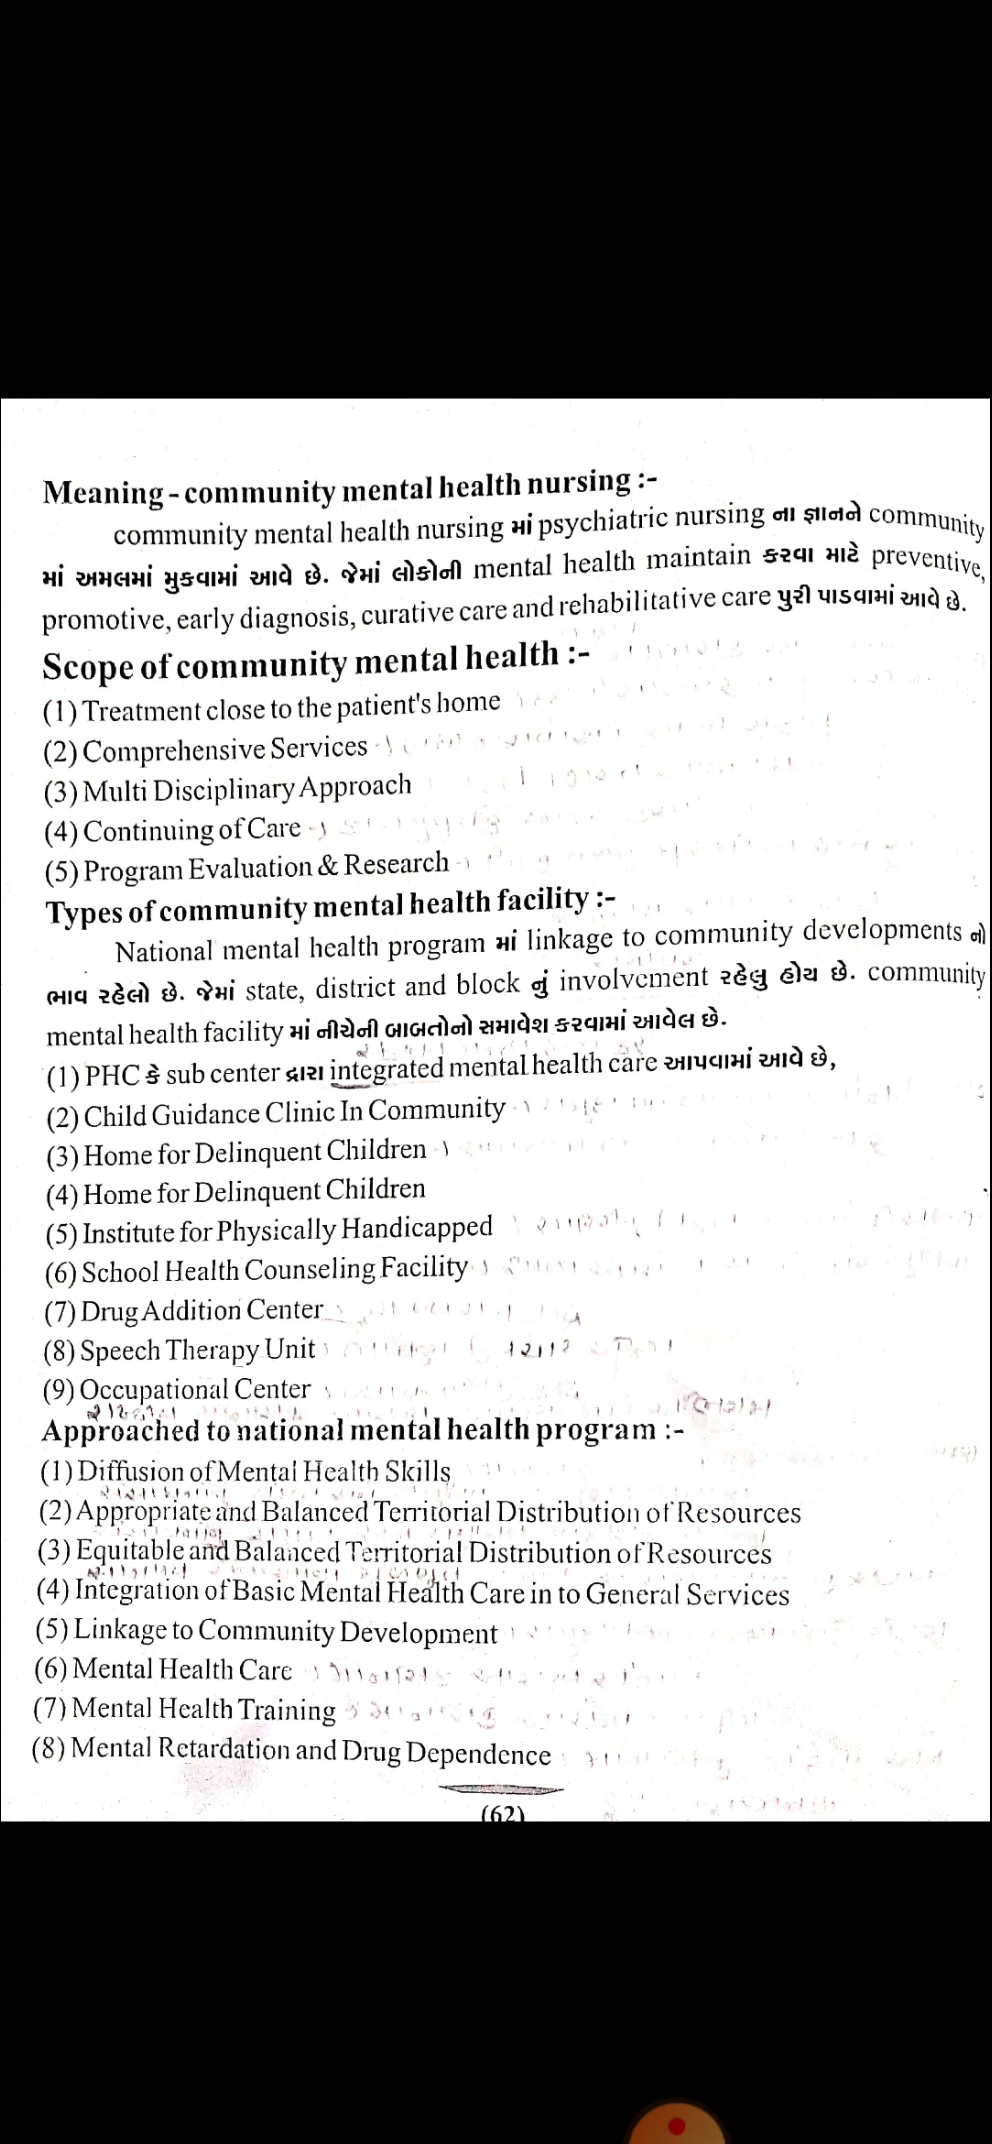 Meaning - community mental health nursing :-
community mental health nursing માં psychiatric nursing ના જ્ઞાનને community
માં અમલમાં મુકવામાં આવે છે. જેમાં લોકોની mental health maintain કરવા માટે preventive,
promotive, early diagnosis, curative care and rehabilitative care પુરી પાડવામાં આવે છે.
Scope of community mental health :-
(1) Treatment close to the patient's home
(2) Comprehensive Services
(3) Multi Disciplinary Approach
(4) Continuing of Care
(5) Program Evaluation & Research
Types of community mental health facility :-
National mental health program માં linkage to community developments નો
ભાવ રહેલો છે. જેમાં state, district and block નું involvement રહેલુ હોય છે. community
mental health facility માં નીચેની બાબતોનો સમાવેશ કરવામાં આવેલ છે.
(1) PHC કે sub center દ્વારા integrated mental health care આપવામાં આવે છે,
(2) Child Guidance Clinic In Community
(3) Home for Delinquent Children
(4) Home for Delinquent Children
(5) Institute for Physically Handicapped
(6) School Health Counseling Facility
(7) Drug Addition Center
(8) Speech Therapy Unit
(9) Occupational Center
Approached to national mental health program :-
(1) Diffusion of Mental Health Skills
(2) Appropriate and Balanced Territorial Distribution of Resources
(3) Equitable and Balanced Territorial Distribution of Resources
(4) Integration of Basic Mental Health Care in to General Services
(5) Linkage to Community Development
(6) Mental Health Care
(7) Mental Health Training
(8) Mental Retardation and Drug Dependence
(62)